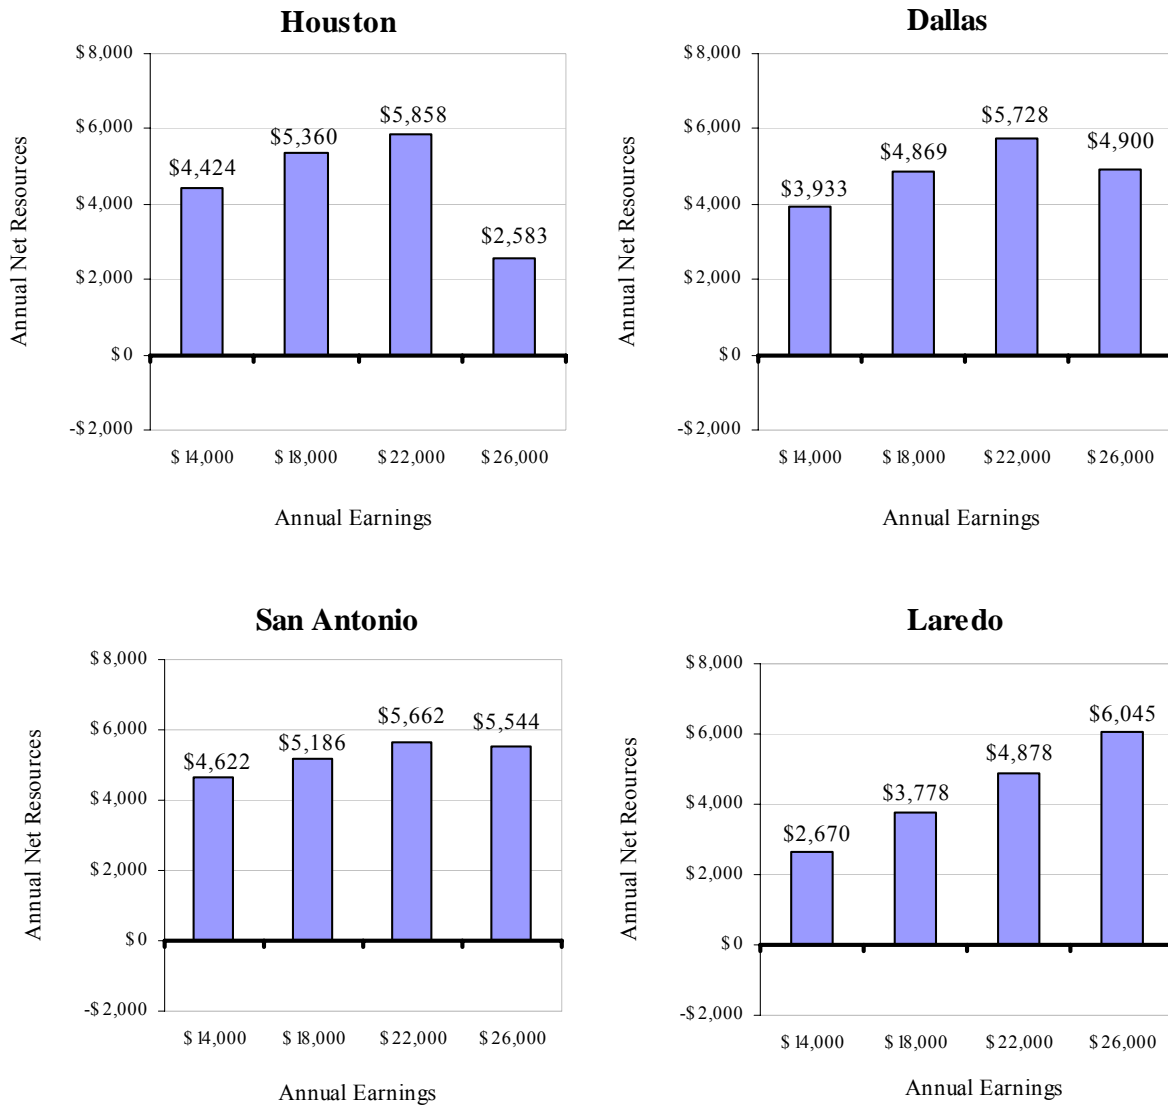 Houston
Annual Net Resources
$8,000
$6,000
$4,000
$2,000
$0
-$2,000
$4,424
$5,360
$5,858
$2,583
$14,000 $18,000 $22,000 $26,000
Annual Earnings
Dallas
Annual Net Resources
$8,000
$6,000
$4,000
$2,000
$0
-$2,000
$3,933
$4,869
$5,728
$4,900
$14,000 $18,000 $22,000 $26,000
Annual Earnings
San Antonio
Annual Net Resources
$8,000
$6,000
$4,000
$2,000
$0
-$2,000
$4,622
$5,186
$5,662
$5,544
$14,000 $18,000 $22,000 $26,000
Annual Earnings
Laredo
Annual Net Reources
$8,000
$6,000
$4,000
$2,000
$0
-$2,000
$2,670
$3,778
$4,878
$6,045
$14,000 $18,000 $22,000 $26,000
Annual Earnings